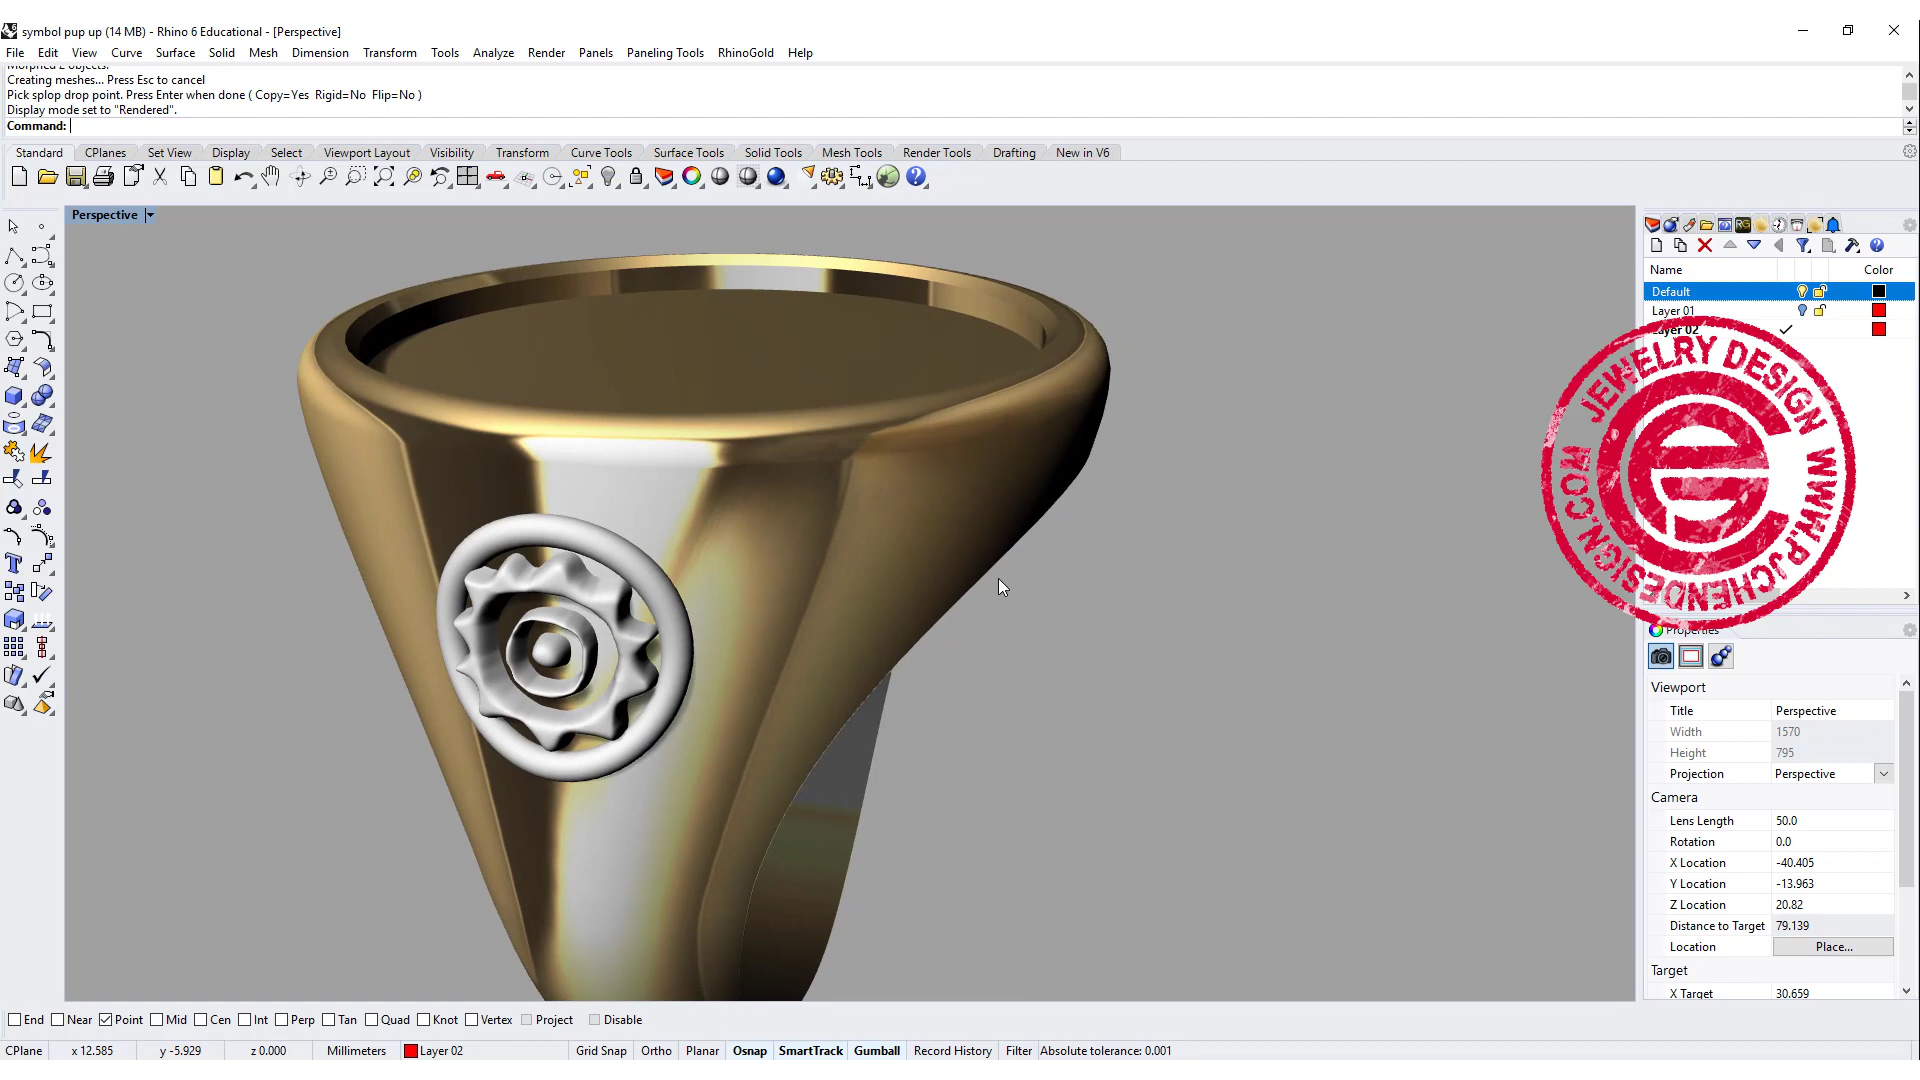 symbol pup up (14 MB) - Rhino 6 Educational - [Perspective]
File Edit View Curve Surface Solid Mesh Dimension Transform Tools Analyze Render Panels Paneling Tools RhinoGold Help
Creating meshes... Press Esc to cancel
Pick splop drop point. Press Enter when done ( Copy=Yes Rigid=No Flip=No )
Display mode set to "Rendered".
Command:
Standard CPlanes Set View Display Select Viewport Layout Visibility Transform Curve Tools Surface Tools Solid Tools Mesh Tools Render Tools Drafting New in V6
Perspective
Name Color
Default
Layer 01
Layer 02
JEWELRY DESIGN WWW.PJCHENDESIGN.COM
Properties
Viewport
Title Perspective
Width 1570
Height 795
Projection Perspective
Camera
Lens Length 50.0
Rotation 0.0
X Location -40.405
Y Location -13.963
Z Location 20.82
Distance to Target 79.139
Location Place...
Target
X Target 30.659
End Near Point Mid Cen Int Perp Tan Quad Knot Vertex Project Disable
CPlane x 12.585 y -5.929 z 0.000 Millimeters Layer 02 Grid Snap Ortho Planar Osnap SmartTrack Gumball Record History Filter Absolute tolerance: 0.001